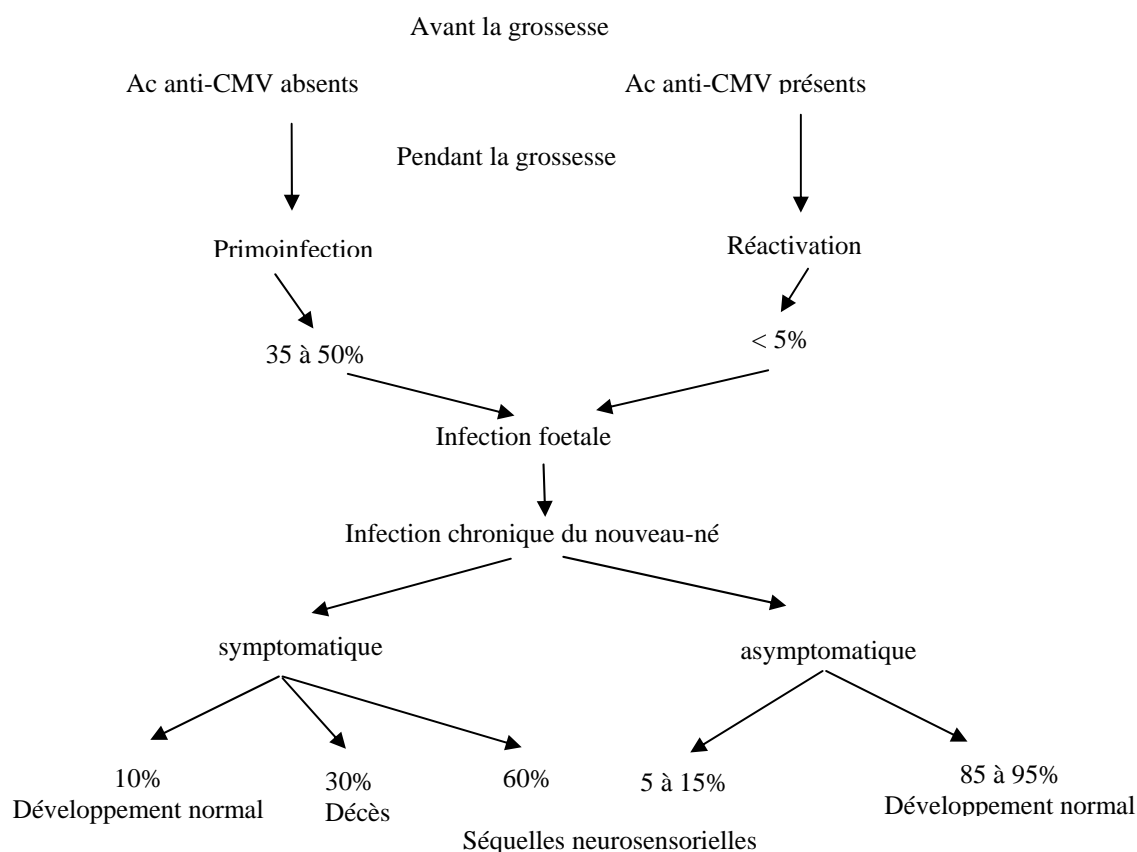 Avant la grossesse
Ac anti-CMV absents
Ac anti-CMV présents
Pendant la grossesse
Primoinfection
Réactivation
35 à 50%
< 5%
Infection foetale
Infection chronique du nouveau-né
symptomatique
asymptomatique
10%
Développement normal
30%
Décès
60%
5 à 15%
85 à 95%
Développement normal
Séquelles neurosensorielles